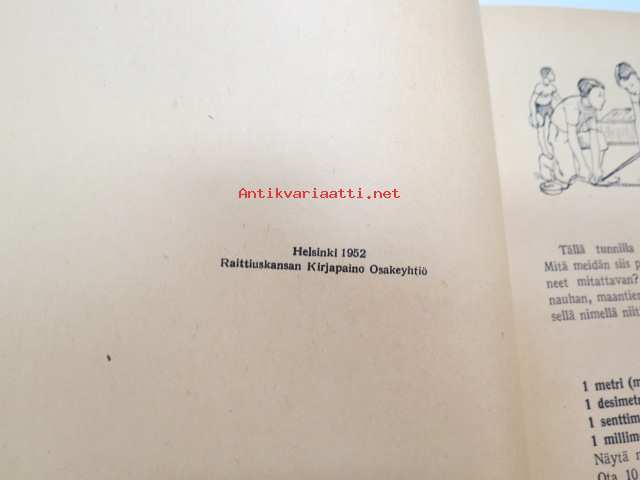 Antikvariaatti.net
Helsinki 1952
Raittiuskansan Kirjapaino Osakeyhtiö
Tällä tunnilla
Mitä meidän siis p
neet mitattavan?
nauhan, maantien
sellä nimellä niit
1 metri (m
1 desimetr
1 senttim
1 millime
Näytä m
Ota 10